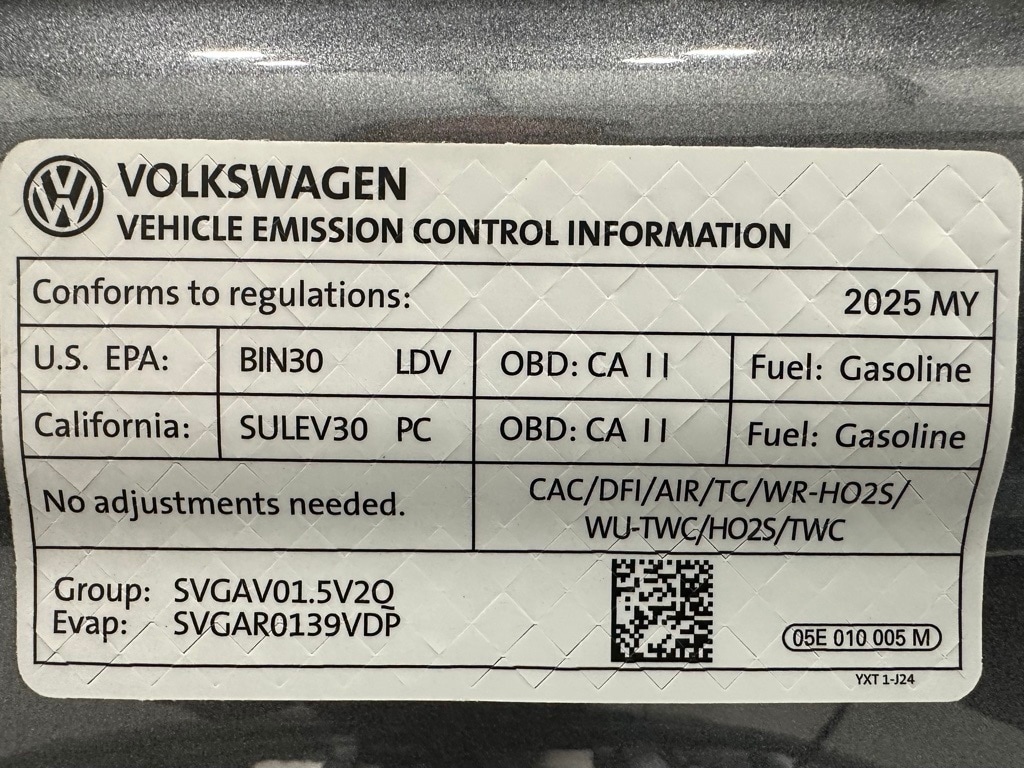 VOLKSWAGEN
VEHICLE EMISSION CONTROL INFORMATION
Conforms to regulations: 2025 MY
U.S. EPA: BIN30 LDV OBD: CA II Fuel: Gasoline
California: SULEV30 PC OBD: CA II Fuel: Gasoline
No adjustments needed.
CAC/DFI/AIR/TC/WR-HO2S/
WU-TWC/HO2S/TWC
Group: SVGAV01.5V2Q
Evap: SVGAR0139VDP
05E 010 005 M
YXT 1-J24